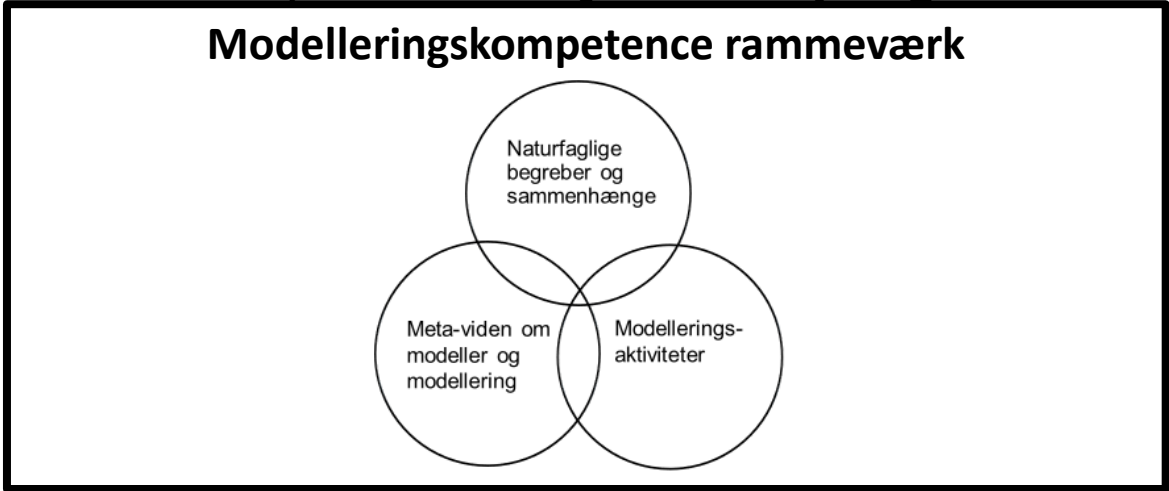 Modelleringskompetence rammeværk
Naturfaglige
begreber og
sammenhænge
Meta-viden om
modeller og
modellering
Modellerings-
aktiviteter